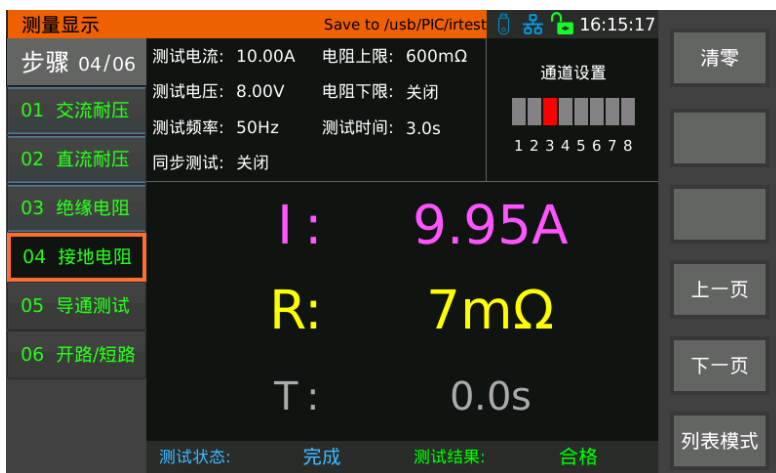 测量显示 Save to /usb/PIC/irtest 16:15:17
步骤 04/06
01 交流耐压
02 直流耐压
03 绝缘电阻
04 接地电阻
05 导通测试
06 开路/短路
测试电流: 10.00A 电阻上限: 600mΩ
测试电压: 8.00V 电阻下限: 关闭
测试频率: 50Hz 测试时间: 3.0s
同步测试: 关闭
通道设置
1 2 3 4 5 6 7 8
I: 9.95A
R: 7mΩ
T: 0.0s
测试状态: 完成 测试结果: 合格
清零
上一页
下一页
列表模式